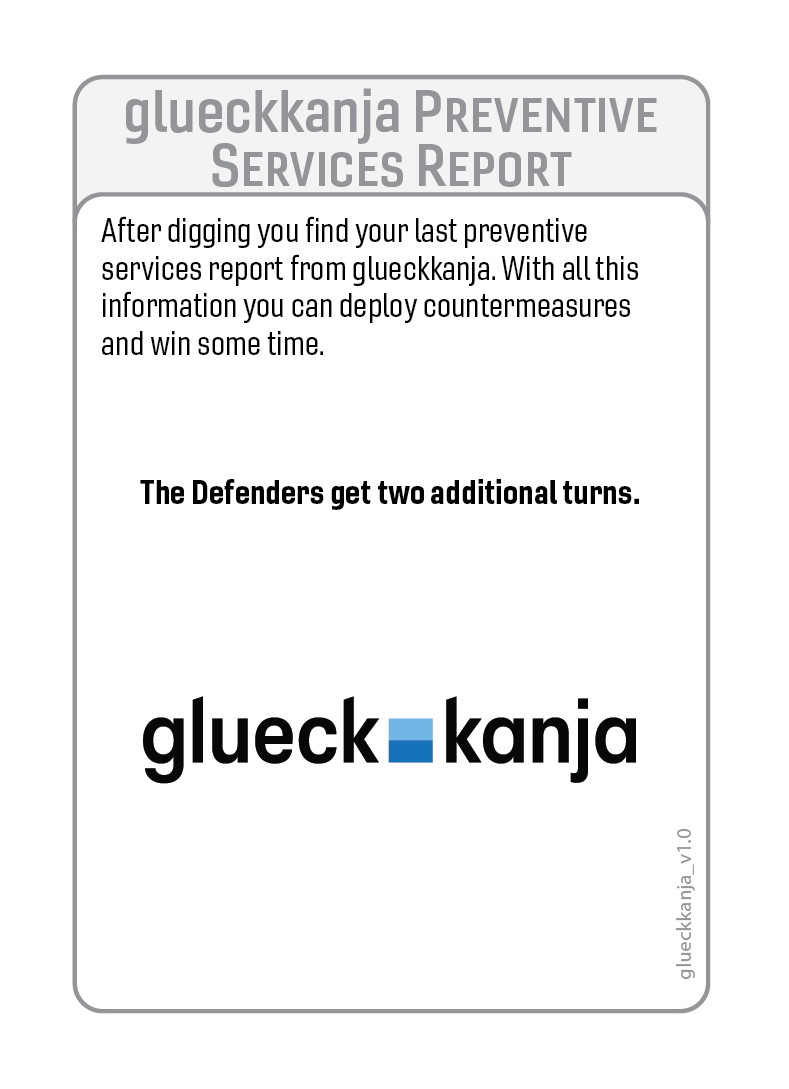 glueckkanja PREVENTIVE
SERVICES REPORT
After digging you find your last preventive
services report from glueckkanja. With all this
information you can deploy countermeasures
and win some time.
The Defenders get two additional turns.
glueck kanja
glueckkanja_v1.0